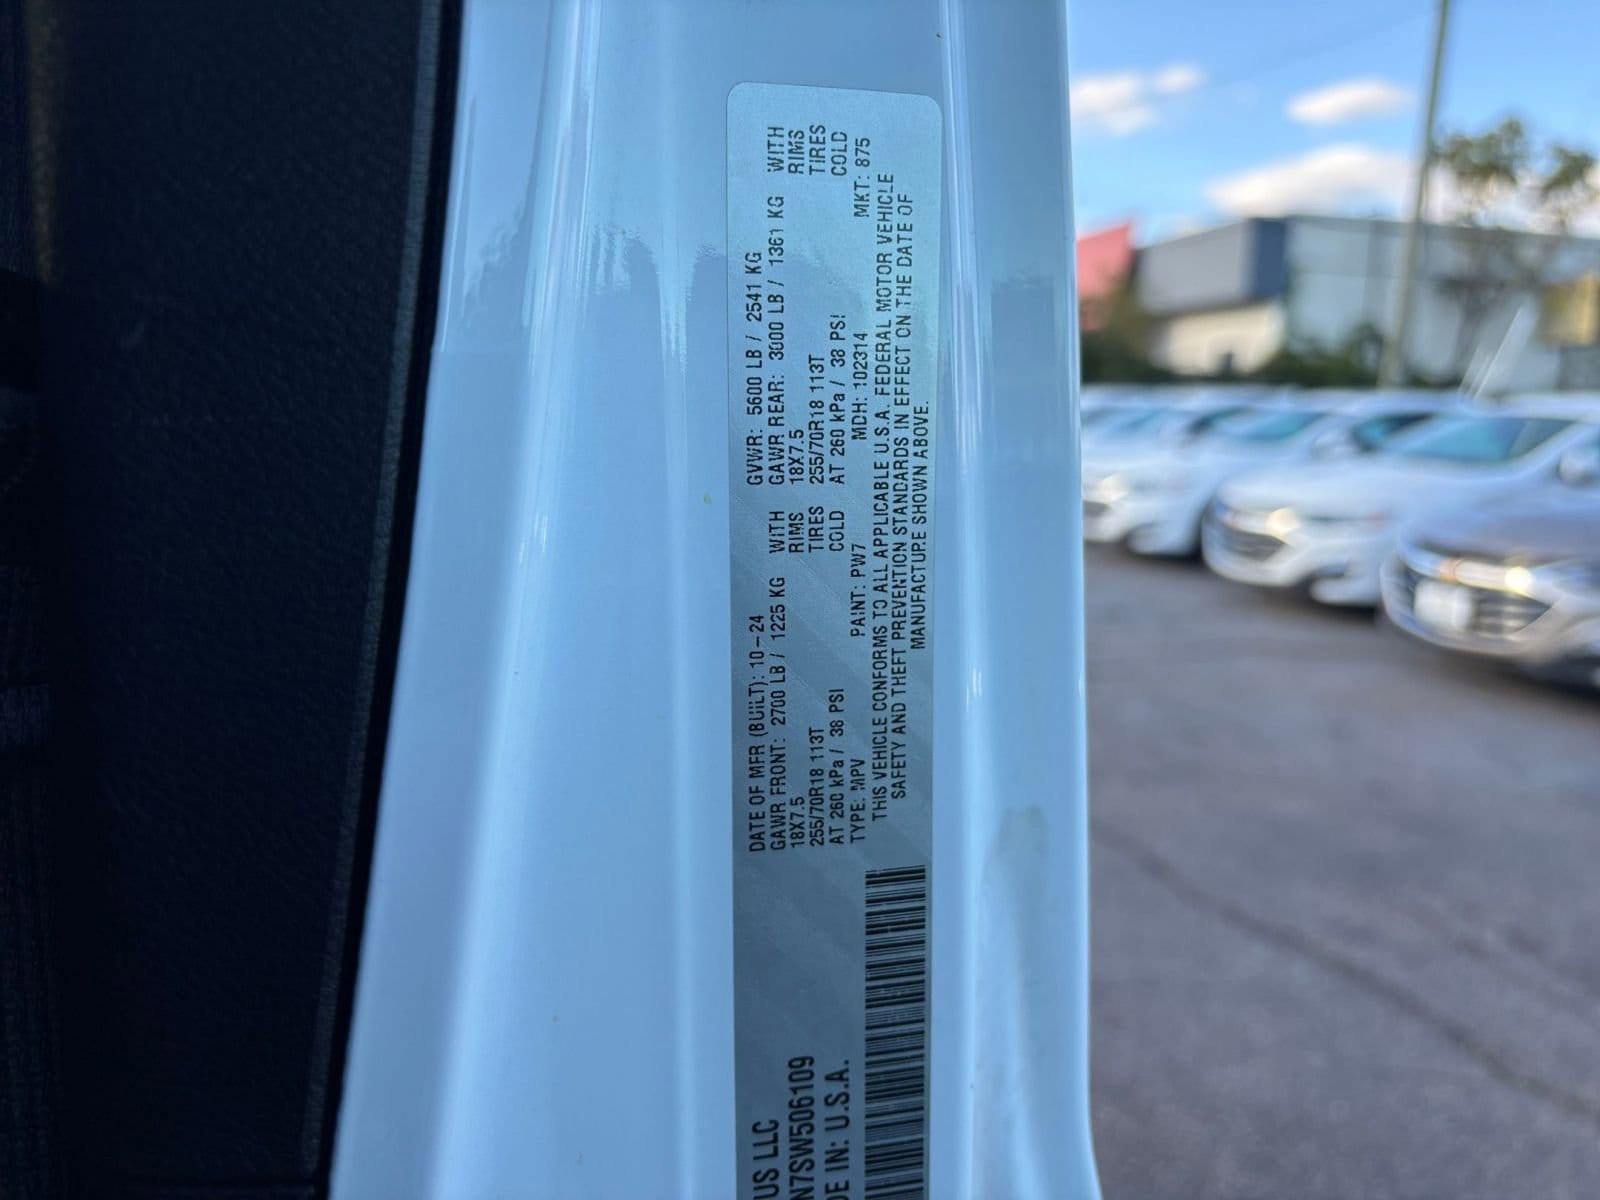 US LLC
N7SW506109
DE IN: U.S.A.
DATE OF MFR (BUILT): 10-24 GVWR: 5600 LB / 2541 KG
GAWR FRONT: 2700 LB / 1225 KG WITH GAWR REAR: 3000 LB / 1361 KG WITH
18X7.5 RIMS 18X7.5 RIMS
255/70R18 113T TIRES 255/70R18 113T TIRES
AT 260 kPa / 38 PSI COLD AT 260 kPa / 38 PSI COLD
TYPE: MPV PAINT: PW7 MDH: 102314 MKT: 875
THIS VEHICLE CONFORMS TO ALL APPLICABLE U.S.A. FEDERAL MOTOR VEHICLE
SAFETY AND THEFT PREVENTION STANDARDS IN EFFECT ON THE DATE OF
MANUFACTURE SHOWN ABOVE.